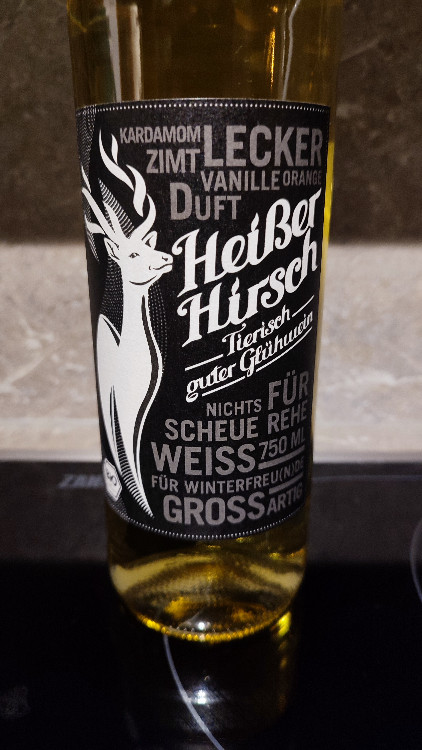 KARDAMOM
ZIMT LECKER
VANILLE ORANGE
DUFT
Heißer
Hirsch
Tierisch
guter Glühwein
NICHTS FÜR
SCHEUE REHE
WEISS 750 ML
FÜR WINTERFREU(N)DE
GROSSARTIG